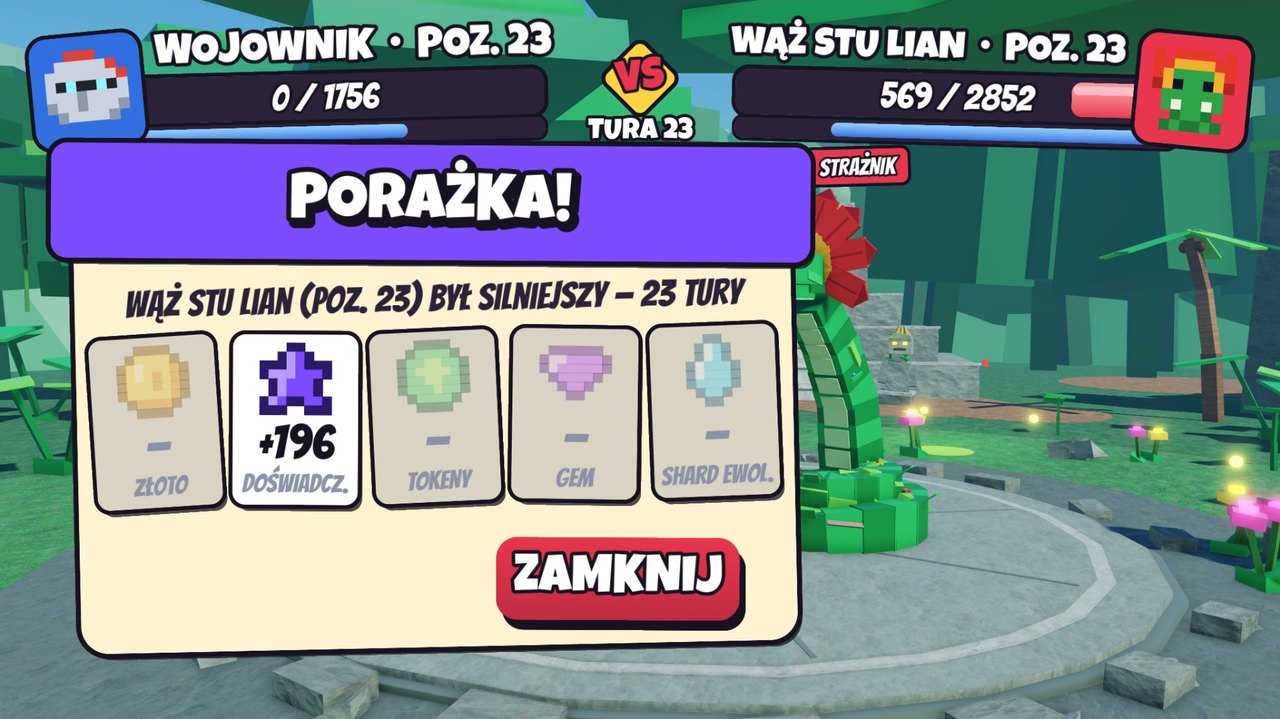 WOJOWNIK • POZ. 23
0 / 1756
VS
TURA 23
WĄŻ STU LIAN • POZ. 23
569 / 2852
STRAŻNIK
PORAŻKA!
WĄŻ STU LIAN (POZ. 23) BYŁ SILNIEJSZY – 23 TURY
–
ZŁOTO
+196
DOŚWIADCZ.
–
TOKENY
–
GEM
–
SHARD EWOL.
ZAMKNIJ